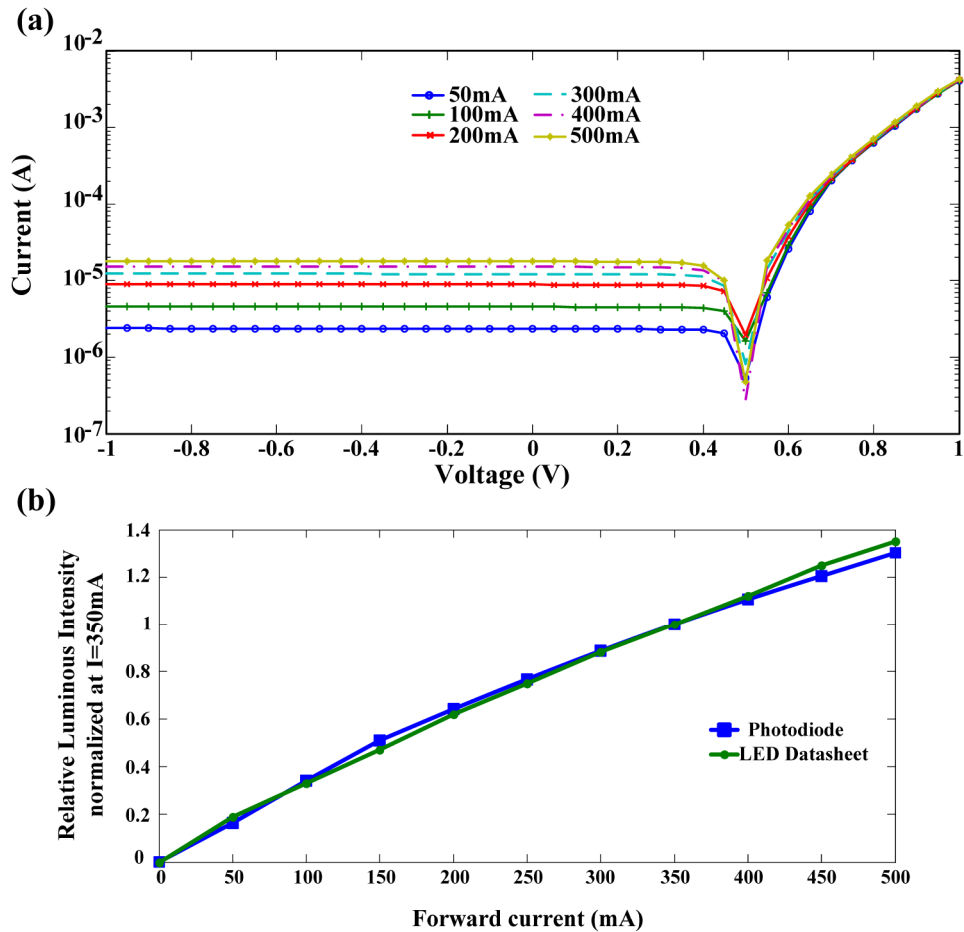 (a)
Current (A)
10^-2
10^-3
10^-4
10^-5
10^-6
10^-7
50mA
100mA
200mA
300mA
400mA
500mA
-1 -0.8 -0.6 -0.4 -0.2 0 0.2 0.4 0.6 0.8 1
Voltage (V)
(b)
Relative Luminous Intensity
normalized at I=350mA
1.4
1.2
1
0.8
0.6
0.4
0.2
0
Photodiode
LED Datasheet
0 50 100 150 200 250 300 350 400 450 500
Forward current (mA)